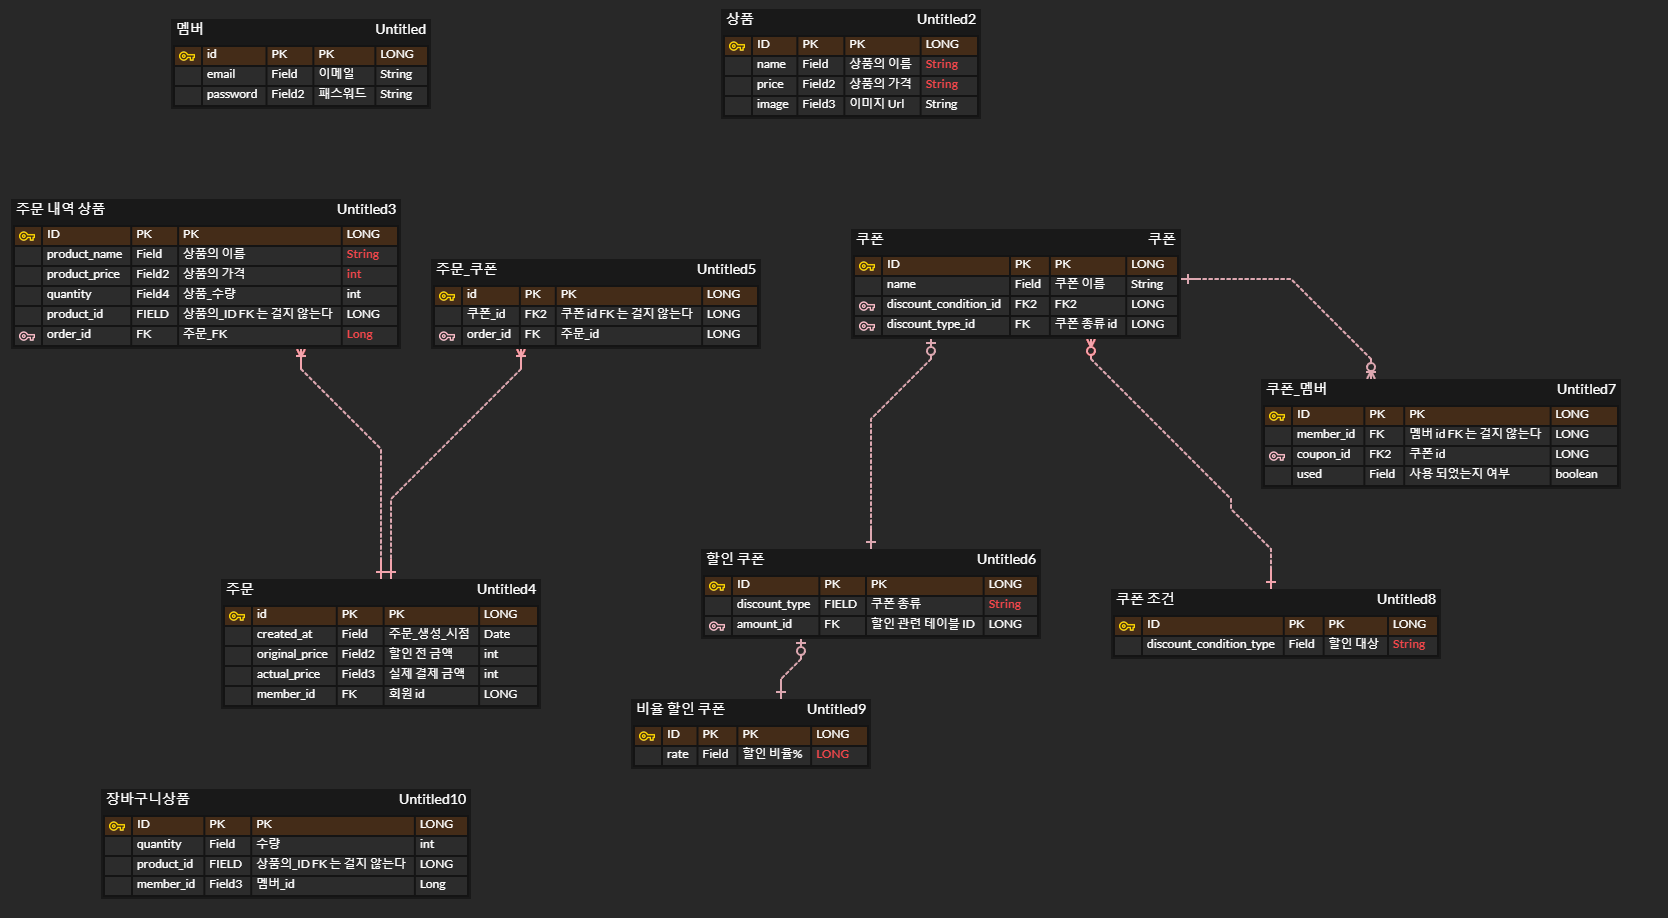 멤버 Untitled
id PK PK LONG
email Field 이메일 String
password Field2 패스워드 String
상품 Untitled2
ID PK PK LONG
name Field 상품의 이름 String
price Field2 상품의 가격 String
image Field3 이미지 Url String
주문 내역 상품 Untitled3
ID PK PK LONG
product_name Field 상품의 이름 String
product_price Field2 상품의 가격 int
quantity Field4 상품_수량 int
product_id FIELD 상품의_ID FK 는 걸지 않는다 LONG
order_id FK 주문_FK Long
주문_쿠폰 Untitled5
id PK PK LONG
쿠폰_id FK2 쿠폰 id FK 는 걸지 않는다 LONG
order_id FK 주문_id LONG
쿠폰 쿠폰
ID PK PK LONG
name Field 쿠폰 이름 String
discount_condition_id FK2 FK2 LONG
discount_type_id FK 쿠폰 종류 id LONG
쿠폰_멤버 Untitled7
ID PK PK LONG
member_id FK 멤버 id FK 는 걸지 않는다 LONG
coupon_id FK2 쿠폰 id LONG
used Field 사용 되었는지 여부 boolean
주문 Untitled4
id PK PK LONG
created_at Field 주문_생성_시점 Date
original_price Field2 할인 전 금액 int
actual_price Field3 실제 결제 금액 int
member_id FK 회원 id LONG
할인 쿠폰 Untitled6
ID PK PK LONG
discount_type FIELD 쿠폰 종류 String
amount_id FK 할인 관련 테이블 ID LONG
쿠폰 조건 Untitled8
ID PK PK LONG
discount_condition_type Field 할인 대상 String
비율 할인 쿠폰 Untitled9
ID PK PK LONG
rate Field 할인 비율% LONG
장바구니상품 Untitled10
ID PK PK LONG
quantity Field 수량 int
product_id FIELD 상품의_ID FK 는 걸지 않는다 LONG
member_id Field3 멤버_id Long